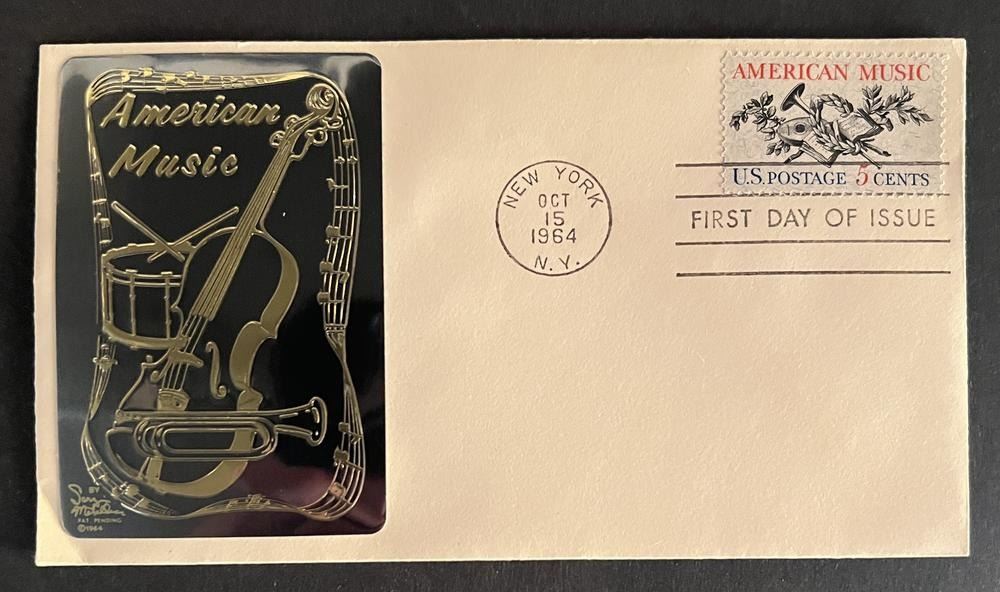 American
Music
BY
PAT. PENDING
©1964
NEW YORK
OCT
15
1964
N.Y.
AMERICAN MUSIC
U.S. POSTAGE 5 CENTS
FIRST DAY OF ISSUE